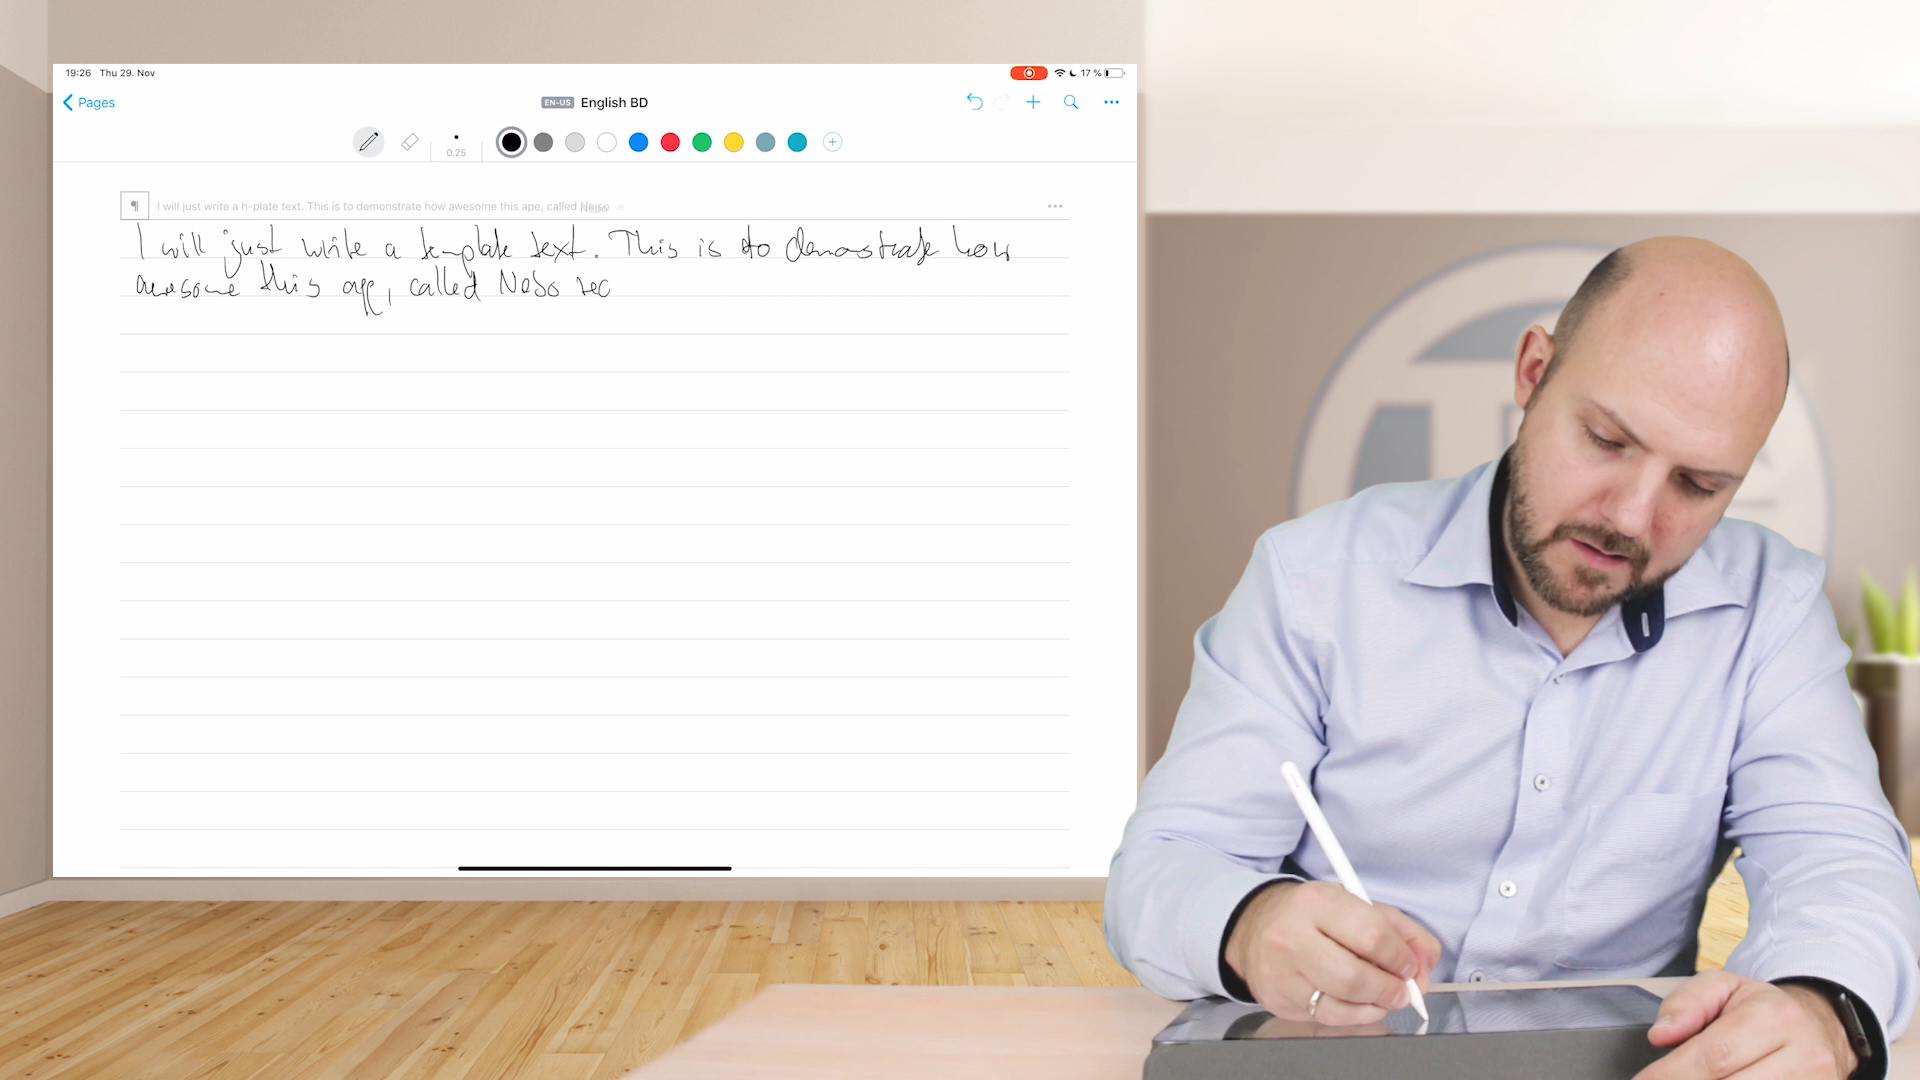 19:26 Thu 29. Nov 17 %
Pages EN-US English BD
0.25
I will just write a h-plate text. This is to demonstrate how awesome this ape, called
I will just write a template text. This is to demostrate how
awesome this app, called Nebo rec